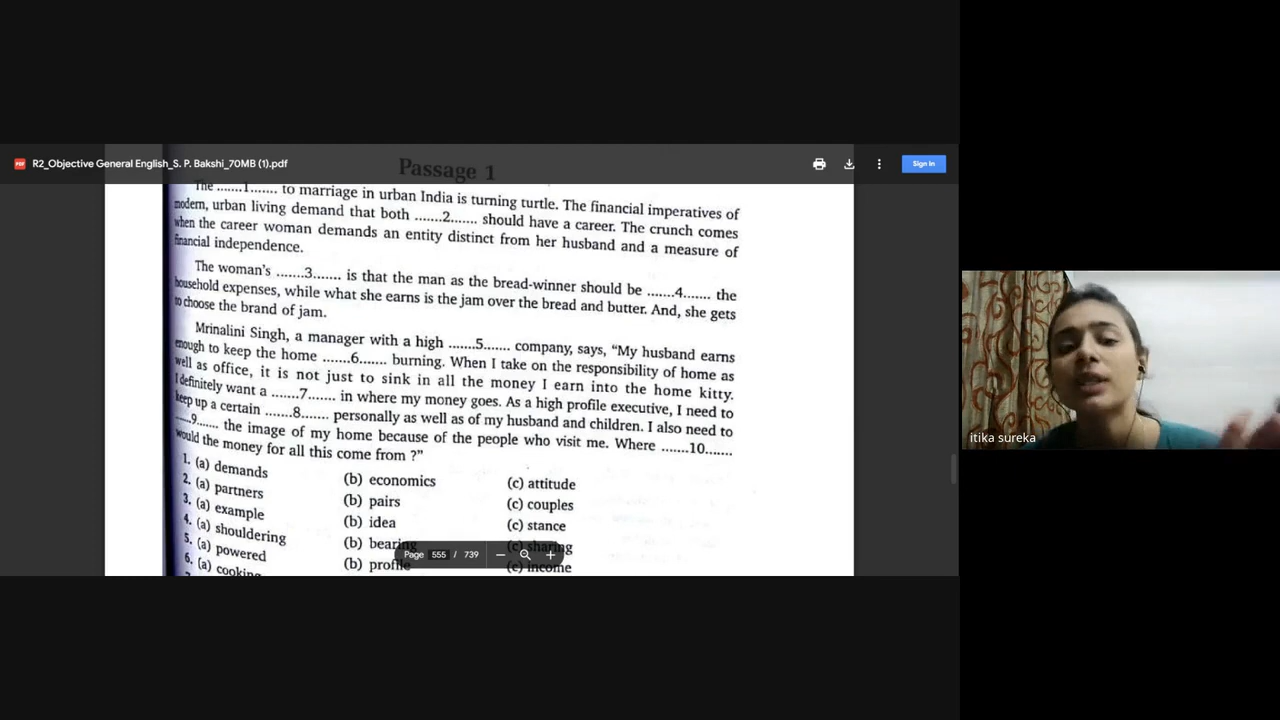 PDF R2_Objective General English_S. P. Bakshi_70MB (1).pdf
Sign in
Passage 1
The .......1....... to marriage in urban India is turning turtle. The financial imperatives of
modern, urban living demand that both .......2....... should have a career. The crunch comes
when the career woman demands an entity distinct from her husband and a measure of
financial independence.
The woman's .......3....... is that the man as the bread-winner should be .......4....... the
household expenses, while what she earns is the jam over the bread and butter. And, she gets
to choose the brand of jam.
Mrinalini Singh, a manager with a high .......5....... company, says, "My husband earns
enough to keep the home .......6....... burning. When I take on the responsibility of home as
well as office, it is not just to sink in all the money I earn into the home kitty.
I definitely want a .......7....... in where my money goes. As a high profile executive, I need to
keep up a certain .......8....... personally as well as of my husband and children. I also need to
.......9....... the image of my home because of the people who visit me. Where .......10.......
would the money for all this come from ?"
1. (a) demands (b) economics (c) attitude
2. (a) partners (b) pairs (c) couples
3. (a) example (b) idea (c) stance
4. (a) shouldering (b) bearing (c) sharing
5. (a) powered (b) profile (c) income
6. (a) cooking
Page 555 / 739
itika sureka